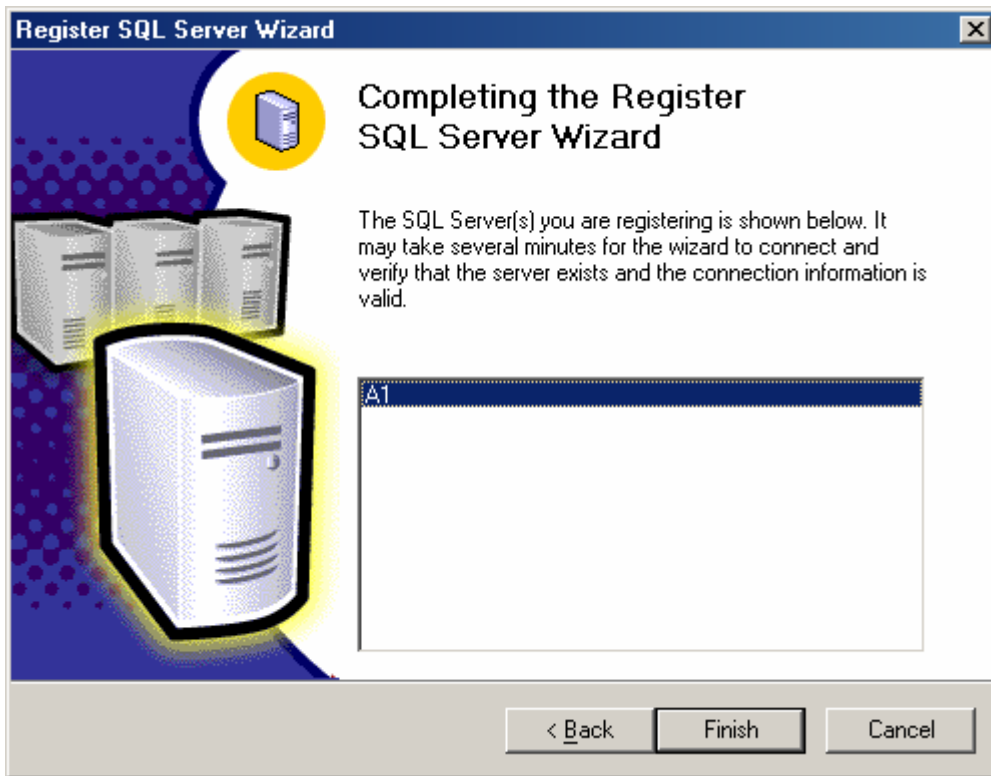 Register SQL Server Wizard
Completing the Register
SQL Server Wizard
The SQL Server(s) you are registering is shown below. It
may take several minutes for the wizard to connect and
verify that the server exists and the connection information is
valid.
A1
< Back
Finish
Cancel